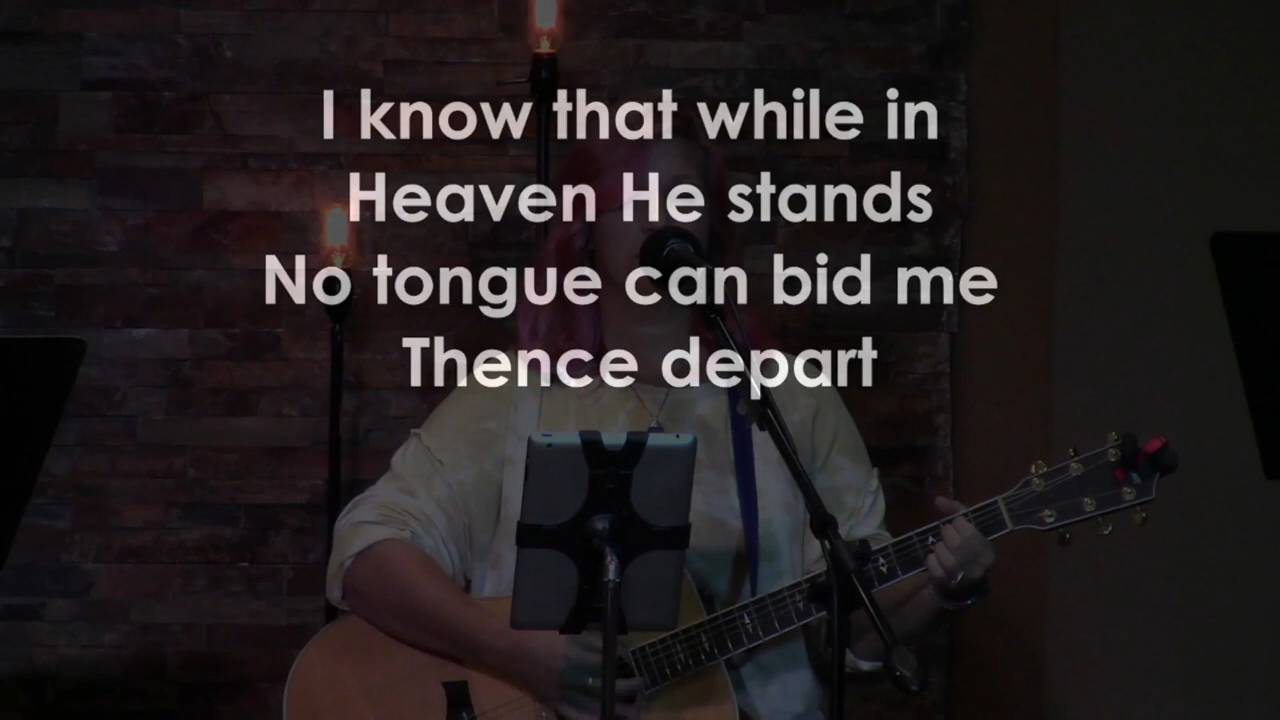 I know that while in
Heaven He stands
No tongue can bid me
Thence depart